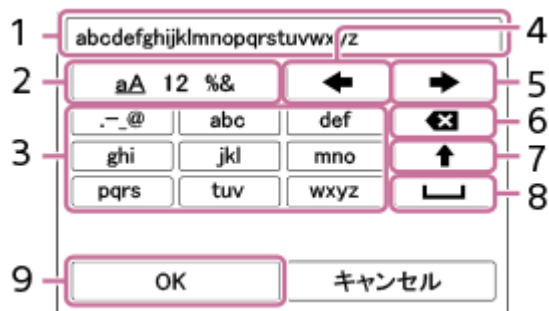 1 abcdefghijklmnopqrstuvwxyz 4
2 aA 12 %& 5
.-_@ abc def 6
3 ghi jkl mno 7
pqrs tuv wxyz 8
9 OK キャンセル